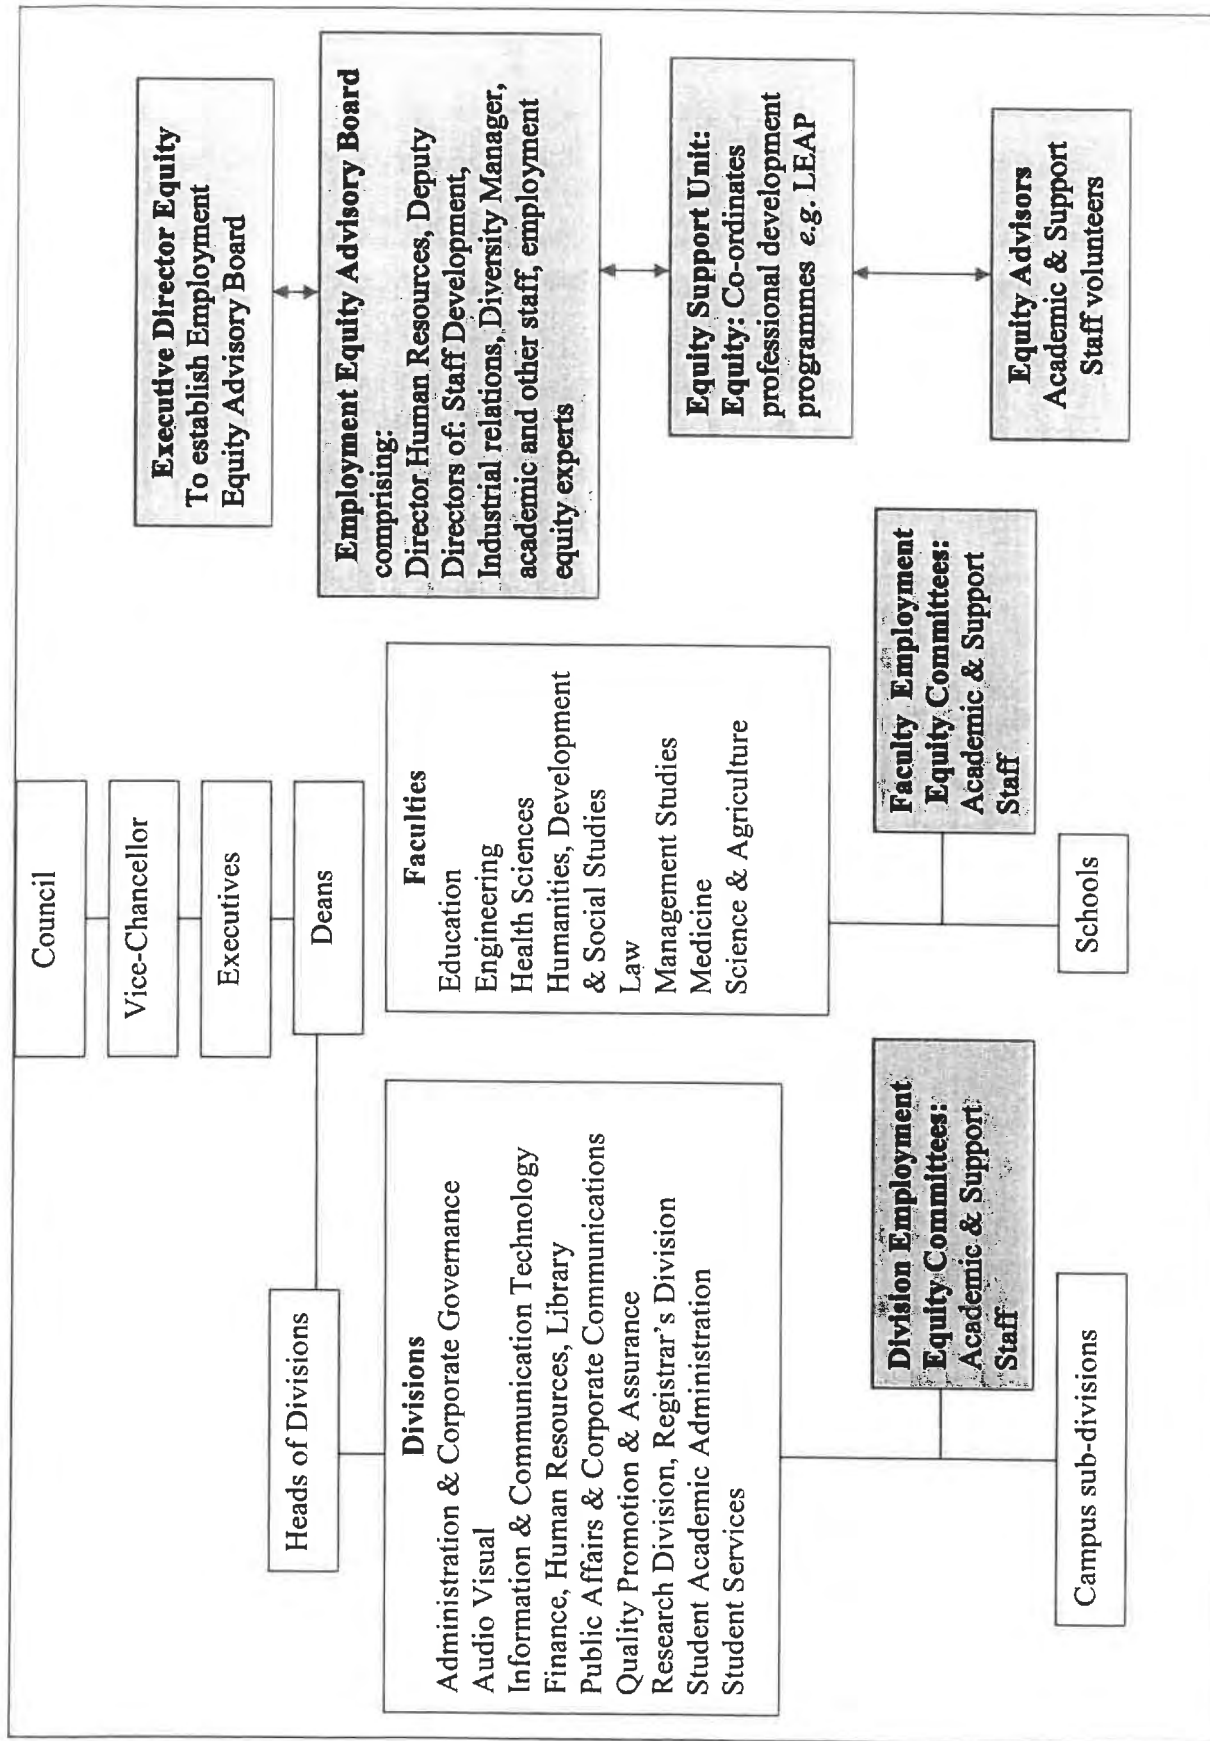 Council
Vice-Chancellor
Executives
Deans
Heads of Divisions
Divisions
Administration & Corporate Governance
Audio Visual
Information & Communication Technology
Finance, Human Resources, Library
Public Affairs & Corporate Communications
Quality Promotion & Assurance
Research Division, Registrar's Division
Student Academic Administration
Student Services
Division Employment
Equity Committees:
Academic & Support
Staff
Campus sub-divisions
Faculties
Education
Engineering
Health Sciences
Humanities, Development
& Social Studies
Law
Management Studies
Medicine
Science & Agriculture
Faculty Employment
Equity Committees:
Academic & Support
Staff
Schools
Executive Director Equity
To establish Employment
Equity Advisory Board
Employment Equity Advisory Board
comprising:
Director Human Resources, Deputy
Directors of: Staff Development,
Industrial relations, Diversity Manager,
academic and other staff, employment
equity experts
Equity Support Unit:
Equity: Co-ordinates
professional development
programmes e.g. LEAP
Equity Advisors
Academic & Support
Staff volunteers